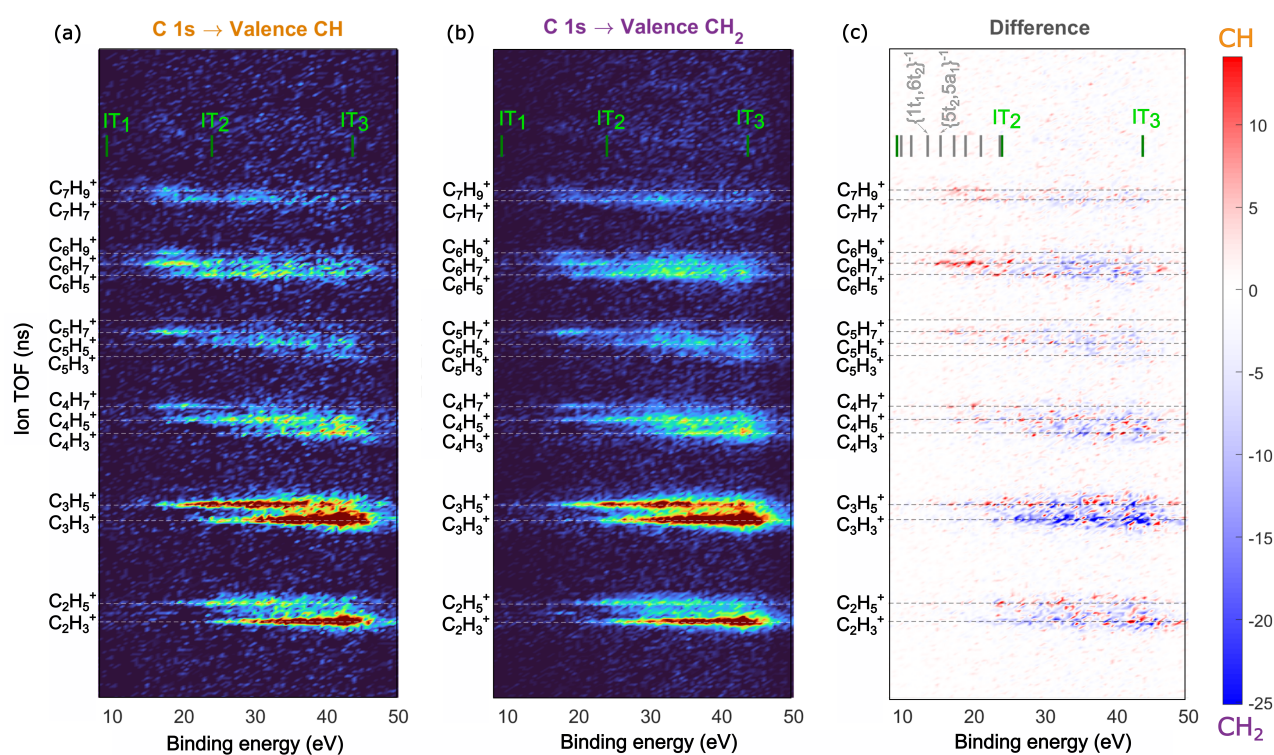 (a)
C 1s → Valence CH
IT₁
IT₂
IT₃
Ion TOF (ns)
C₇H₉⁺
C₇H₇⁺
C₆H₉⁺
C₆H₇⁺
C₆H₅⁺
C₅H₇⁺
C₅H₅⁺
C₅H₃⁺
C₄H₇⁺
C₄H₅⁺
C₄H₃⁺
C₃H₅⁺
C₃H₃⁺
C₂H₅⁺
C₂H₃⁺
10 20 30 40 50
Binding energy (eV)
(b)
C 1s → Valence CH₂
IT₁
IT₂
IT₃
C₇H₉⁺
C₇H₇⁺
C₆H₉⁺
C₆H₇⁺
C₆H₅⁺
C₅H₇⁺
C₅H₅⁺
C₅H₃⁺
C₄H₇⁺
C₄H₅⁺
C₄H₃⁺
C₃H₅⁺
C₃H₃⁺
C₂H₅⁺
C₂H₃⁺
10 20 30 40 50
Binding energy (eV)
(c)
Difference
{1t₁,6t₂}⁻¹
{5t₂,5a₁}⁻¹
IT₂
IT₃
C₇H₉⁺
C₇H₇⁺
C₆H₉⁺
C₆H₇⁺
C₆H₅⁺
C₅H₇⁺
C₅H₅⁺
C₅H₃⁺
C₄H₇⁺
C₄H₅⁺
C₄H₃⁺
C₃H₅⁺
C₃H₃⁺
C₂H₅⁺
C₂H₃⁺
10 20 30 40 50
Binding energy (eV)
CH
10
5
0
-5
-10
-15
-20
-25
CH₂